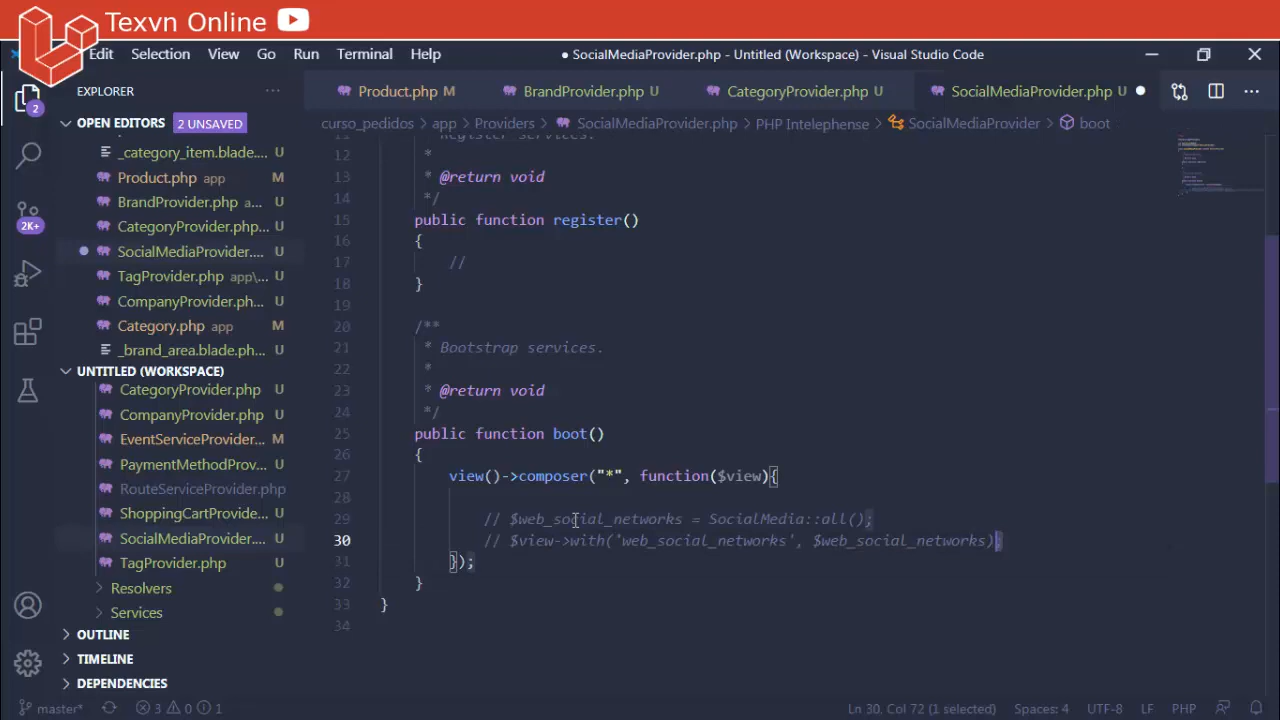 Texvn Online
Edit Selection View Go Run Terminal Help
● SocialMediaProvider.php - Untitled (Workspace) - Visual Studio Code
EXPLORER
Product.php M
BrandProvider.php U
CategoryProvider.php U
SocialMediaProvider.php U
2
OPEN EDITORS 2 UNSAVED
curso_pedidos > app > Providers > SocialMediaProvider.php > PHP Intelephense > SocialMediaProvider > boot
_category_item.blade.... U
Product.php app M
BrandProvider.php a... U
CategoryProvider.php... U
SocialMediaProvider.... U
TagProvider.php app\... U
CompanyProvider.ph... U
Category.php app M
_brand_area.blade.ph... U
2K+
UNTITLED (WORKSPACE)
CategoryProvider.php U
CompanyProvider.php U
EventServiceProvider... M
PaymentMethodProv... U
RouteServiceProvider.php
ShoppingCartProvide... U
SocialMediaProvider.... U
TagProvider.php U
Resolvers
Services
OUTLINE
TIMELINE
DEPENDENCIES
11 * Register services.
12 *
13 * @return void
14 */
15 public function register()
16 {
17 //
18 }
19
20 /**
21 * Bootstrap services.
22 *
23 * @return void
24 */
25 public function boot()
26 {
27 view()->composer("*", function($view){
28
29 // $web_social_networks = SocialMedia::all();
30 // $view->with('web_social_networks', $web_social_networks);
31 });
32 }
33 }
34
master* 3 0 1
Ln 30, Col 72 (1 selected) Spaces: 4 UTF-8 LF PHP